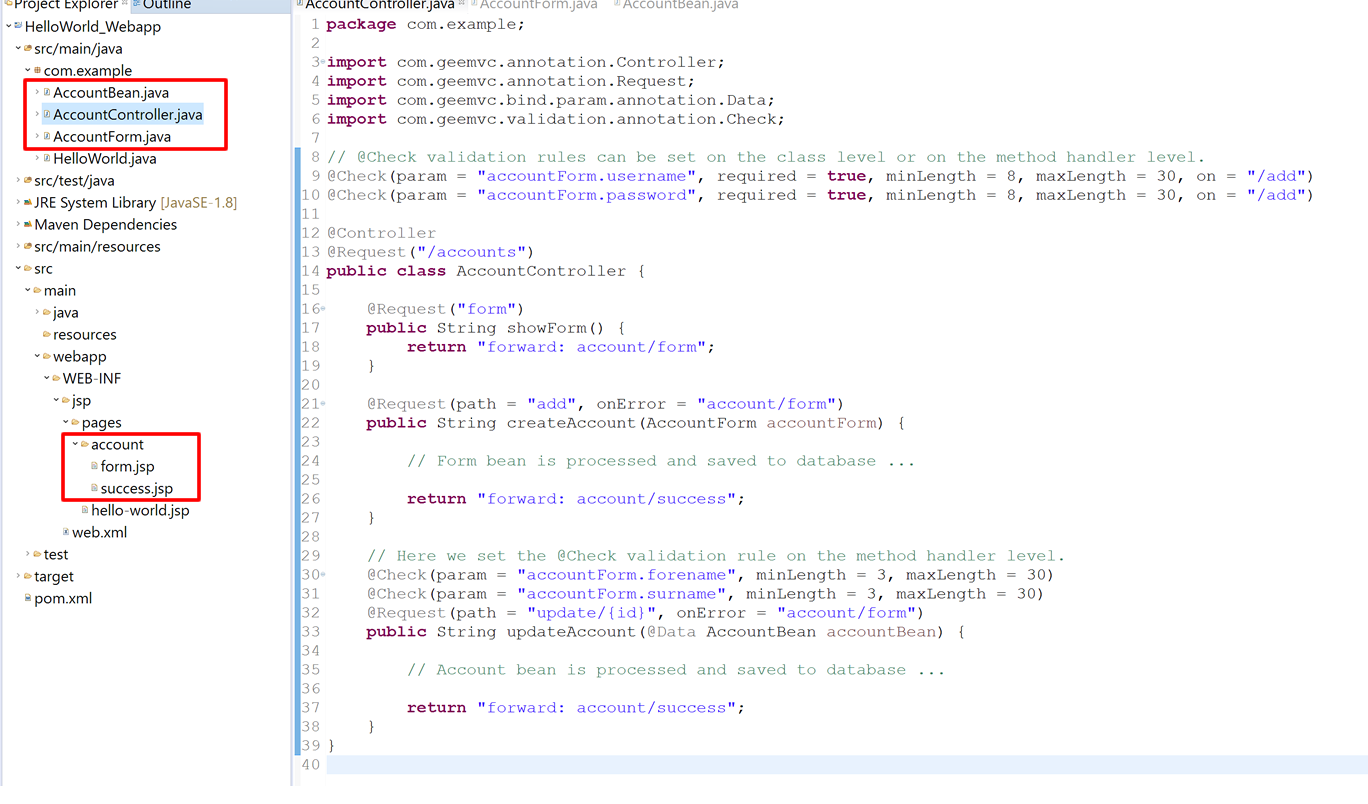 Project Explorer
Outline
HelloWorld_Webapp
src/main/java
com.example
AccountBean.java
AccountController.java
AccountForm.java
HelloWorld.java
src/test/java
JRE System Library [JavaSE-1.8]
Maven Dependencies
src/main/resources
src
main
java
resources
webapp
WEB-INF
jsp
pages
account
form.jsp
success.jsp
hello-world.jsp
web.xml
test
target
pom.xml
AccountController.java
AccountForm.java
AccountBean.java
1 package com.example;
2
3 import com.geemvc.annotation.Controller;
4 import com.geemvc.annotation.Request;
5 import com.geemvc.bind.param.annotation.Data;
6 import com.geemvc.validation.annotation.Check;
7
8 // @Check validation rules can be set on the class level or on the method handler level.
9 @Check(param = "accountForm.username", required = true, minLength = 8, maxLength = 30, on = "/add")
10 @Check(param = "accountForm.password", required = true, minLength = 8, maxLength = 30, on = "/add")
11
12 @Controller
13 @Request("/accounts")
14 public class AccountController {
15
16     @Request("form")
17     public String showForm() {
18         return "forward: account/form";
19     }
20
21     @Request(path = "add", onError = "account/form")
22     public String createAccount(AccountForm accountForm) {
23
24         // Form bean is processed and saved to database ...
25
26         return "forward: account/success";
27     }
28
29     // Here we set the @Check validation rule on the method handler level.
30     @Check(param = "accountForm.forename", minLength = 3, maxLength = 30)
31     @Check(param = "accountForm.surname", minLength = 3, maxLength = 30)
32     @Request(path = "update/{id}", onError = "account/form")
33     public String updateAccount(@Data AccountBean accountBean) {
34
35         // Account bean is processed and saved to database ...
36
37         return "forward: account/success";
38     }
39 }
40